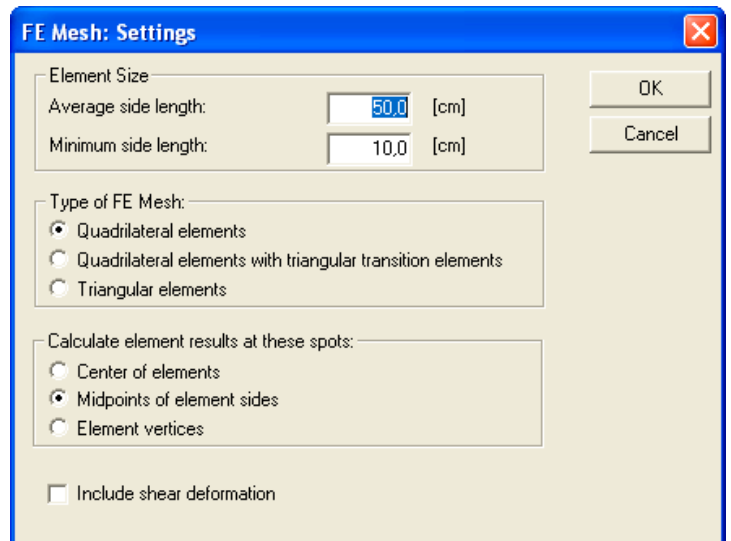 FE Mesh: Settings
Element Size
Average side length: 50,0 [cm]
Minimum side length: 10,0 [cm]
OK
Cancel
Type of FE Mesh:
Quadrilateral elements
Quadrilateral elements with triangular transition elements
Triangular elements
Calculate element results at these spots:
Center of elements
Midpoints of element sides
Element vertices
Include shear deformation